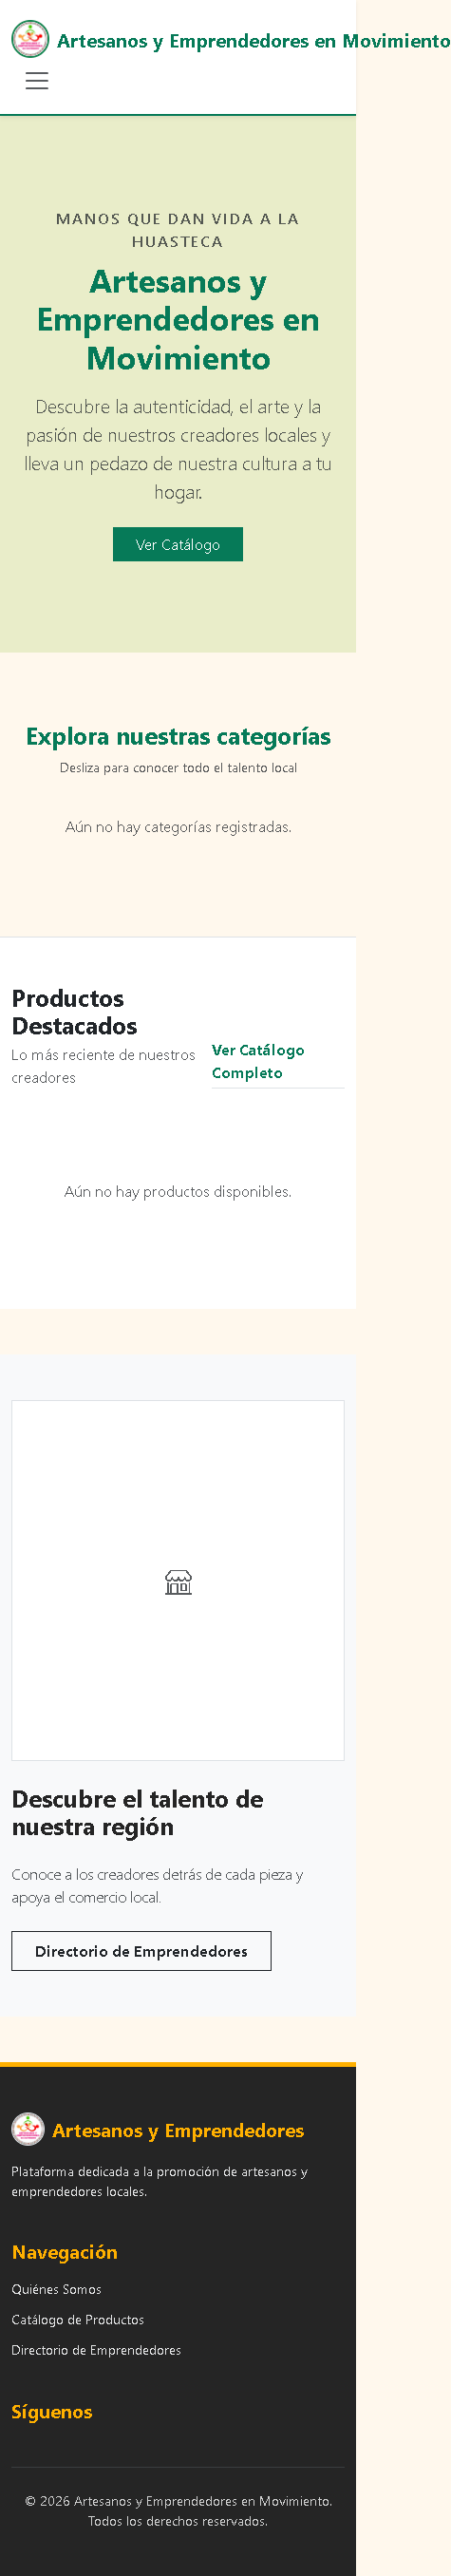 Artesanos y Emprendedores en Movimiento
MANOS QUE DAN VIDA A LA
HUASTECA
Artesanos y
Emprendedores en
Movimiento
Descubre la autenticidad, el arte y la
pasión de nuestros creadores locales y
lleva un pedazo de nuestra cultura a tu
hogar.
Ver Catálogo
Explora nuestras categorías
Desliza para conocer todo el talento local
Aún no hay categorías registradas.
Productos
Destacados
Lo más reciente de nuestros
creadores
Ver Catálogo
Completo
Aún no hay productos disponibles.
Descubre el talento de
nuestra región
Conoce a los creadores detrás de cada pieza y
apoya el comercio local.
Directorio de Emprendedores
Artesanos y Emprendedores
Plataforma dedicada a la promoción de artesanos y
emprendedores locales.
Navegación
Quiénes Somos
Catálogo de Productos
Directorio de Emprendedores
Síguenos
© 2026 Artesanos y Emprendedores en Movimiento.
Todos los derechos reservados.